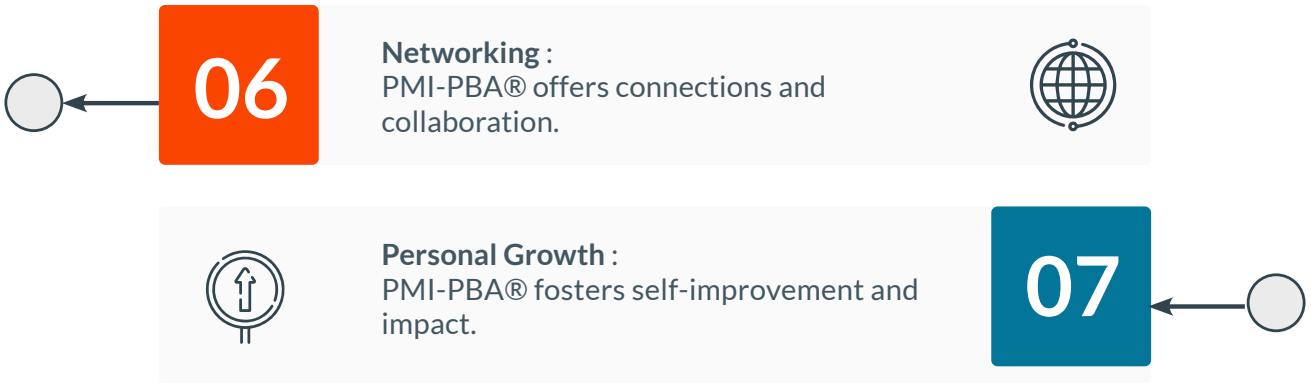 06
Networking :
PMI-PBA® offers connections and
collaboration.
Personal Growth :
PMI-PBA® fosters self-improvement and
impact.
07